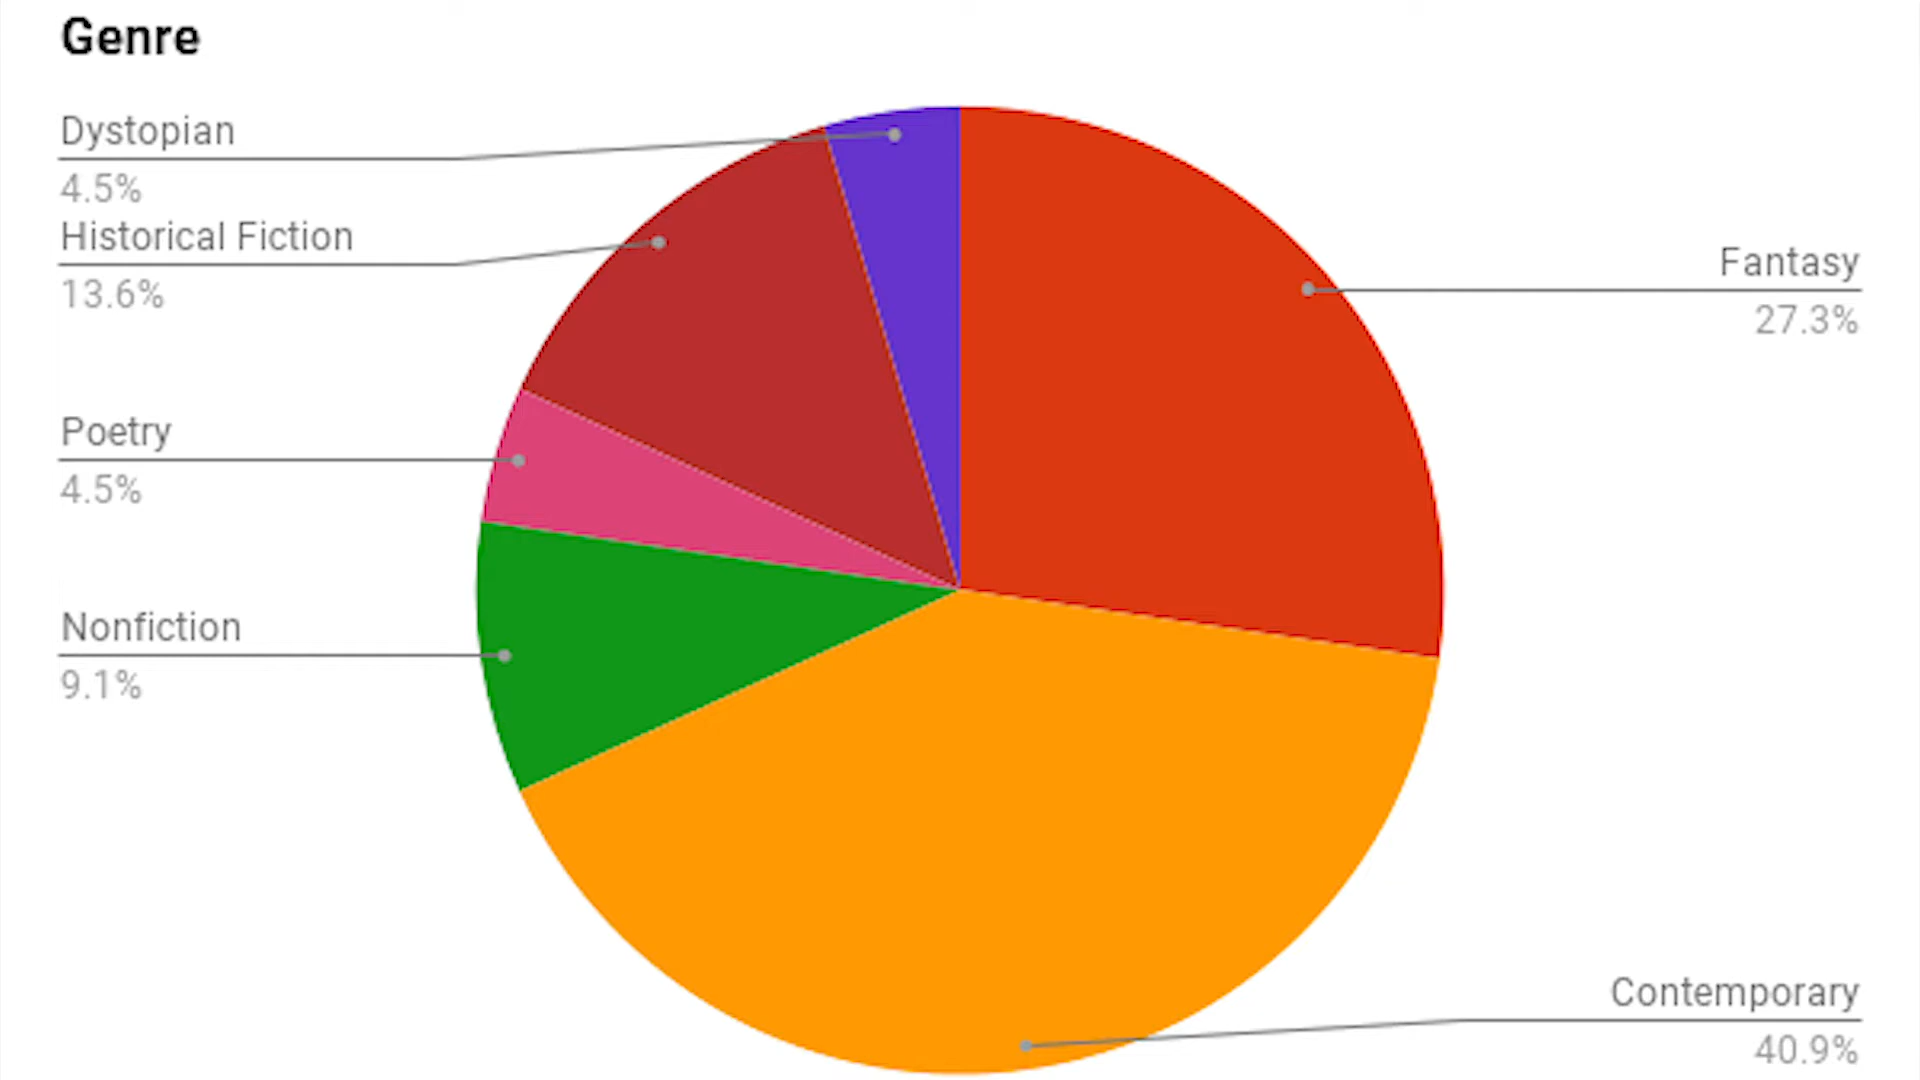 Genre
Dystopian
4.5%
Historical Fiction
13.6%
Poetry
4.5%
Nonfiction
9.1%
Fantasy
27.3%
Contemporary
40.9%